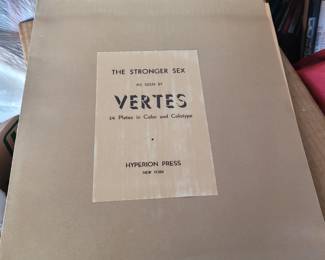 THE STRONGER SEX
AS SEEN BY
VERTES
24 Plates in Color and Collotype
HYPERION PRESS
NEW YORK